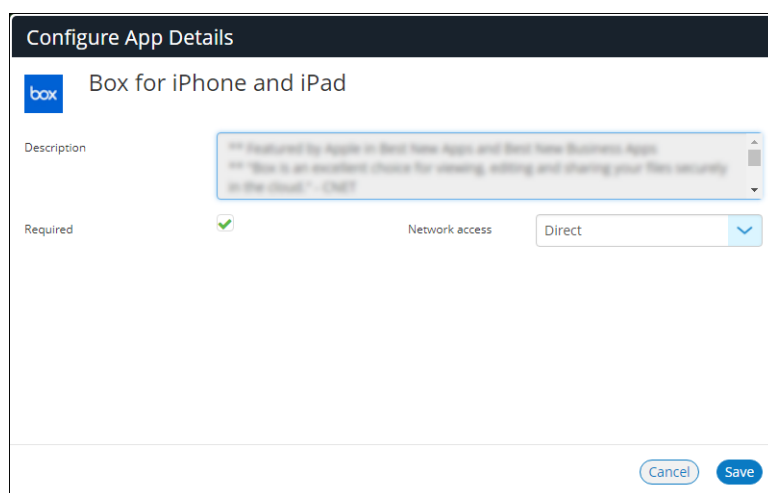 Configure App Details
box
Box for iPhone and iPad
Description
** Featured by Apple in Best New Apps and Best New Business Apps
** "Box is an excellent choice for viewing, editing and sharing your files securely
in the cloud." - CNET
Required
Network access
Direct
Cancel
Save